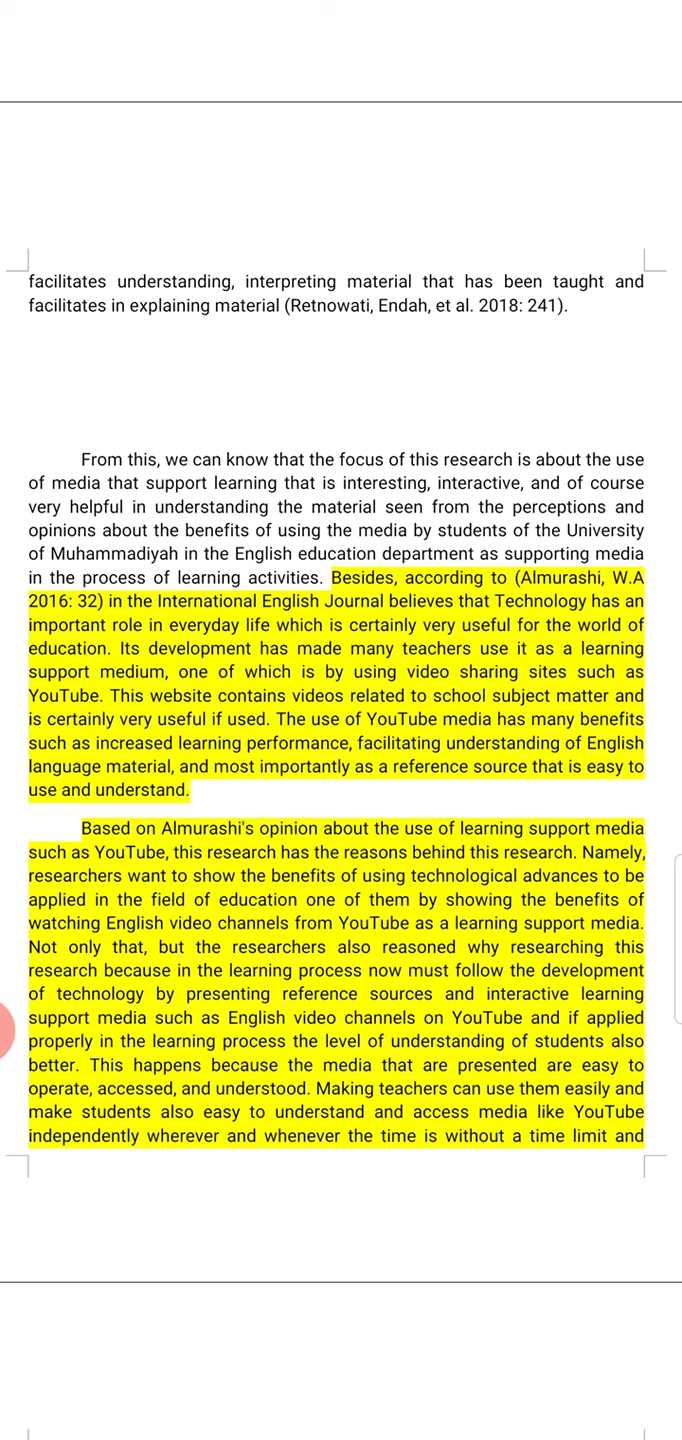 facilitates understanding, interpreting material that has been taught and
facilitates in explaining material (Retnowati, Endah, et al. 2018: 241).
From this, we can know that the focus of this research is about the use
of media that support learning that is interesting, interactive, and of course
very helpful in understanding the material seen from the perceptions and
opinions about the benefits of using the media by students of the University
of Muhammadiyah in the English education department as supporting media
in the process of learning activities. Besides, according to (Almurashi, W.A
2016: 32) in the International English Journal believes that Technology has an
important role in everyday life which is certainly very useful for the world of
education. Its development has made many teachers use it as a learning
support medium, one of which is by using video sharing sites such as
YouTube. This website contains videos related to school subject matter and
is certainly very useful if used. The use of YouTube media has many benefits
such as increased learning performance, facilitating understanding of English
language material, and most importantly as a reference source that is easy to
use and understand.
Based on Almurashi's opinion about the use of learning support media
such as YouTube, this research has the reasons behind this research. Namely,
researchers want to show the benefits of using technological advances to be
applied in the field of education one of them by showing the benefits of
watching English video channels from YouTube as a learning support media.
Not only that, but the researchers also reasoned why researching this
research because in the learning process now must follow the development
of technology by presenting reference sources and interactive learning
support media such as English video channels on YouTube and if applied
properly in the learning process the level of understanding of students also
better. This happens because the media that are presented are easy to
operate, accessed, and understood. Making teachers can use them easily and
make students also easy to understand and access media like YouTube
independently wherever and whenever the time is without a time limit and